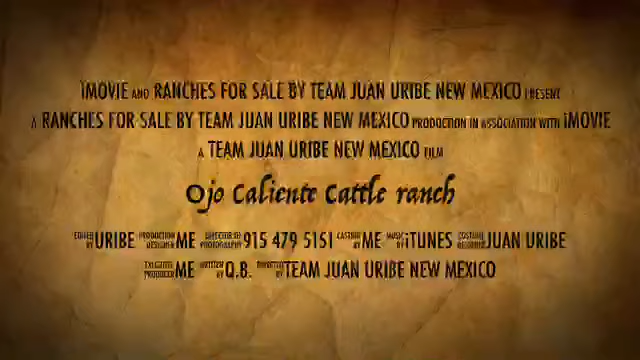 iMOVIE AND RANCHES FOR SALE BY TEAM JUAN URIBE NEW MEXICO PRESENT
A RANCHES FOR SALE BY TEAM JUAN URIBE NEW MEXICO PRODUCTION IN ASSOCIATION WITH iMOVIE
A TEAM JUAN URIBE NEW MEXICO FILM
Ojo Caliente Cattle ranch
EDITED BY URIBE PRODUCTION DESIGNER ME DIRECTOR OF PHOTOGRAPHY 915 479 5151 CASTING BY ME MUSIC BY iTUNES COSTUME DESIGNER JUAN URIBE
EXECUTIVE PRODUCER ME WRITTEN BY Q.B. DIRECTED BY TEAM JUAN URIBE NEW MEXICO